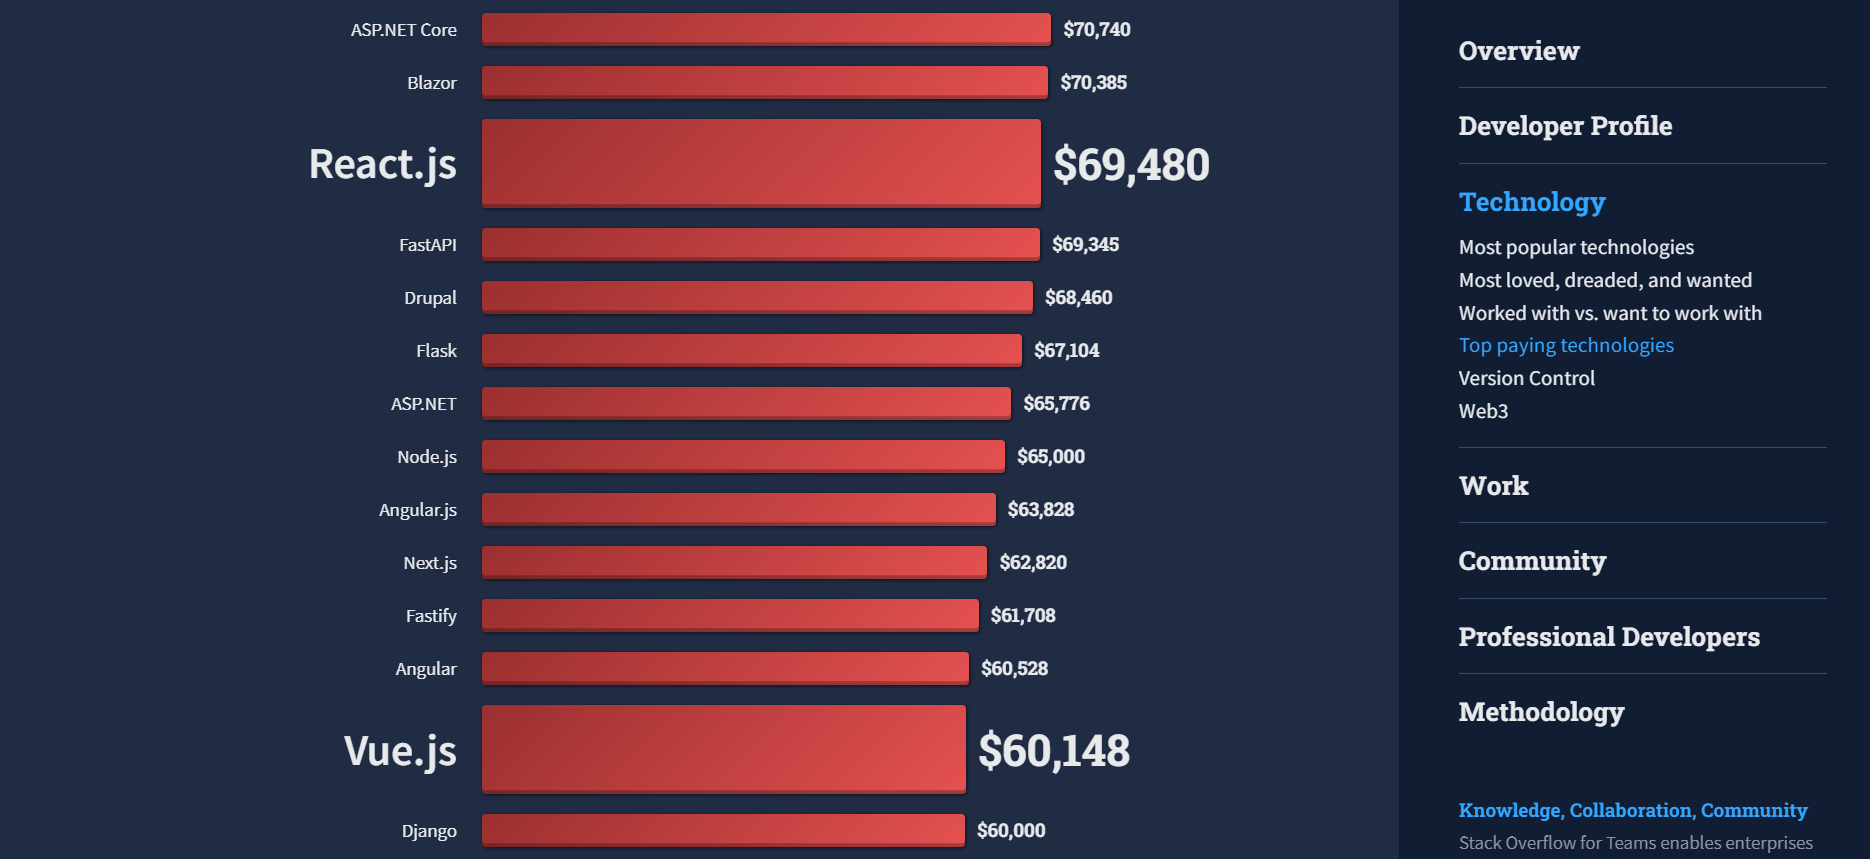 ASP.NET Core $70,740
Blazor $70,385
React.js $69,480
FastAPI $69,345
Drupal $68,460
Flask $67,104
ASP.NET $65,776
Node.js $65,000
Angular.js $63,828
Next.js $62,820
Fastify $61,708
Angular $60,528
Vue.js $60,148
Django $60,000
Overview
Developer Profile
Technology
Most popular technologies
Most loved, dreaded, and wanted
Worked with vs. want to work with
Top paying technologies
Version Control
Web3
Work
Community
Professional Developers
Methodology
Knowledge, Collaboration, Community
Stack Overflow for Teams enables enterprises